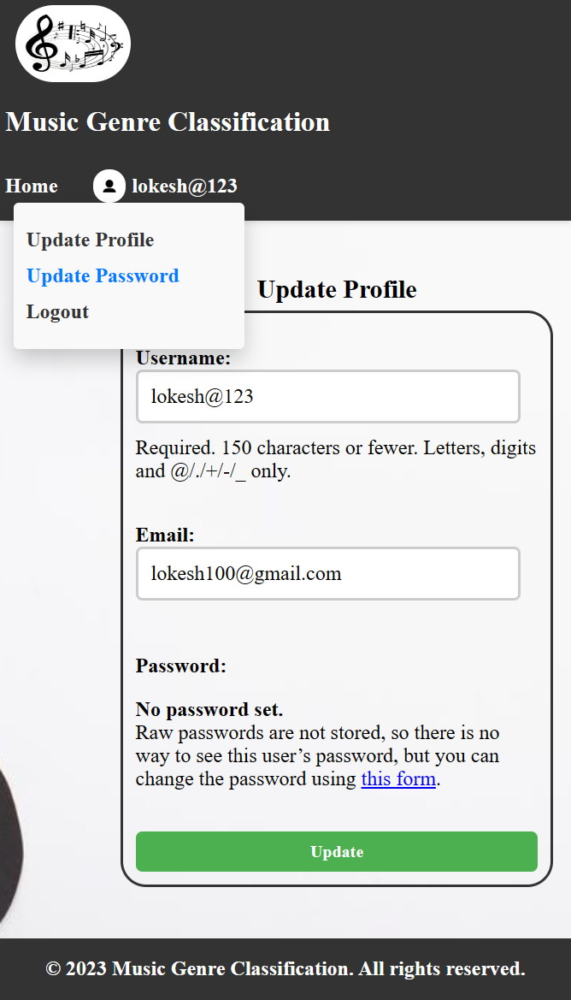 Music Genre Classification
Home
lokesh@123
Update Profile
Update Password
Logout
Update Profile
Username:
lokesh@123
Required. 150 characters or fewer. Letters, digits
and @/./+/-/_ only.
Email:
lokesh100@gmail.com
Password:
No password set.
Raw passwords are not stored, so there is no
way to see this user’s password, but you can
change the password using this form.
Update
© 2023 Music Genre Classification. All rights reserved.